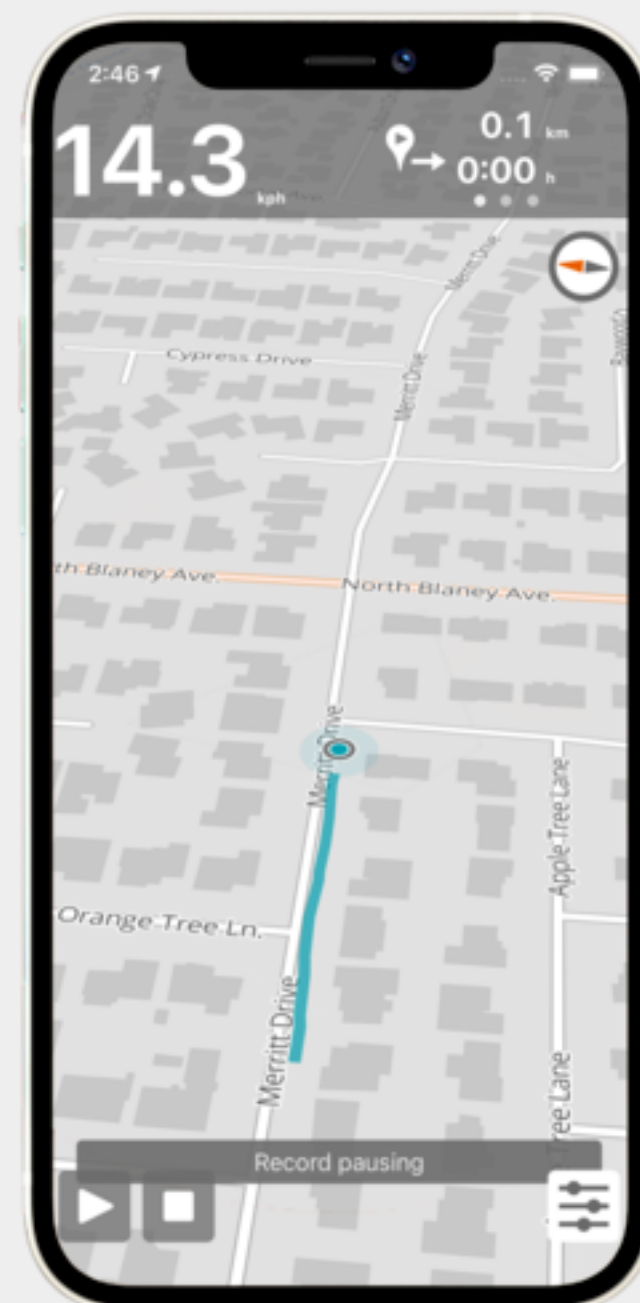 2:46
14.3 kph
0.1 km
0:00 h
Merritt Drive
Cypress Drive
Merritt Drive
th Blaney Ave.
North Blaney Ave.
Merritt Drive
Apple Tree Lane
Orange Tree Ln.
Merritt Drive
Tree Lane
Record pausing